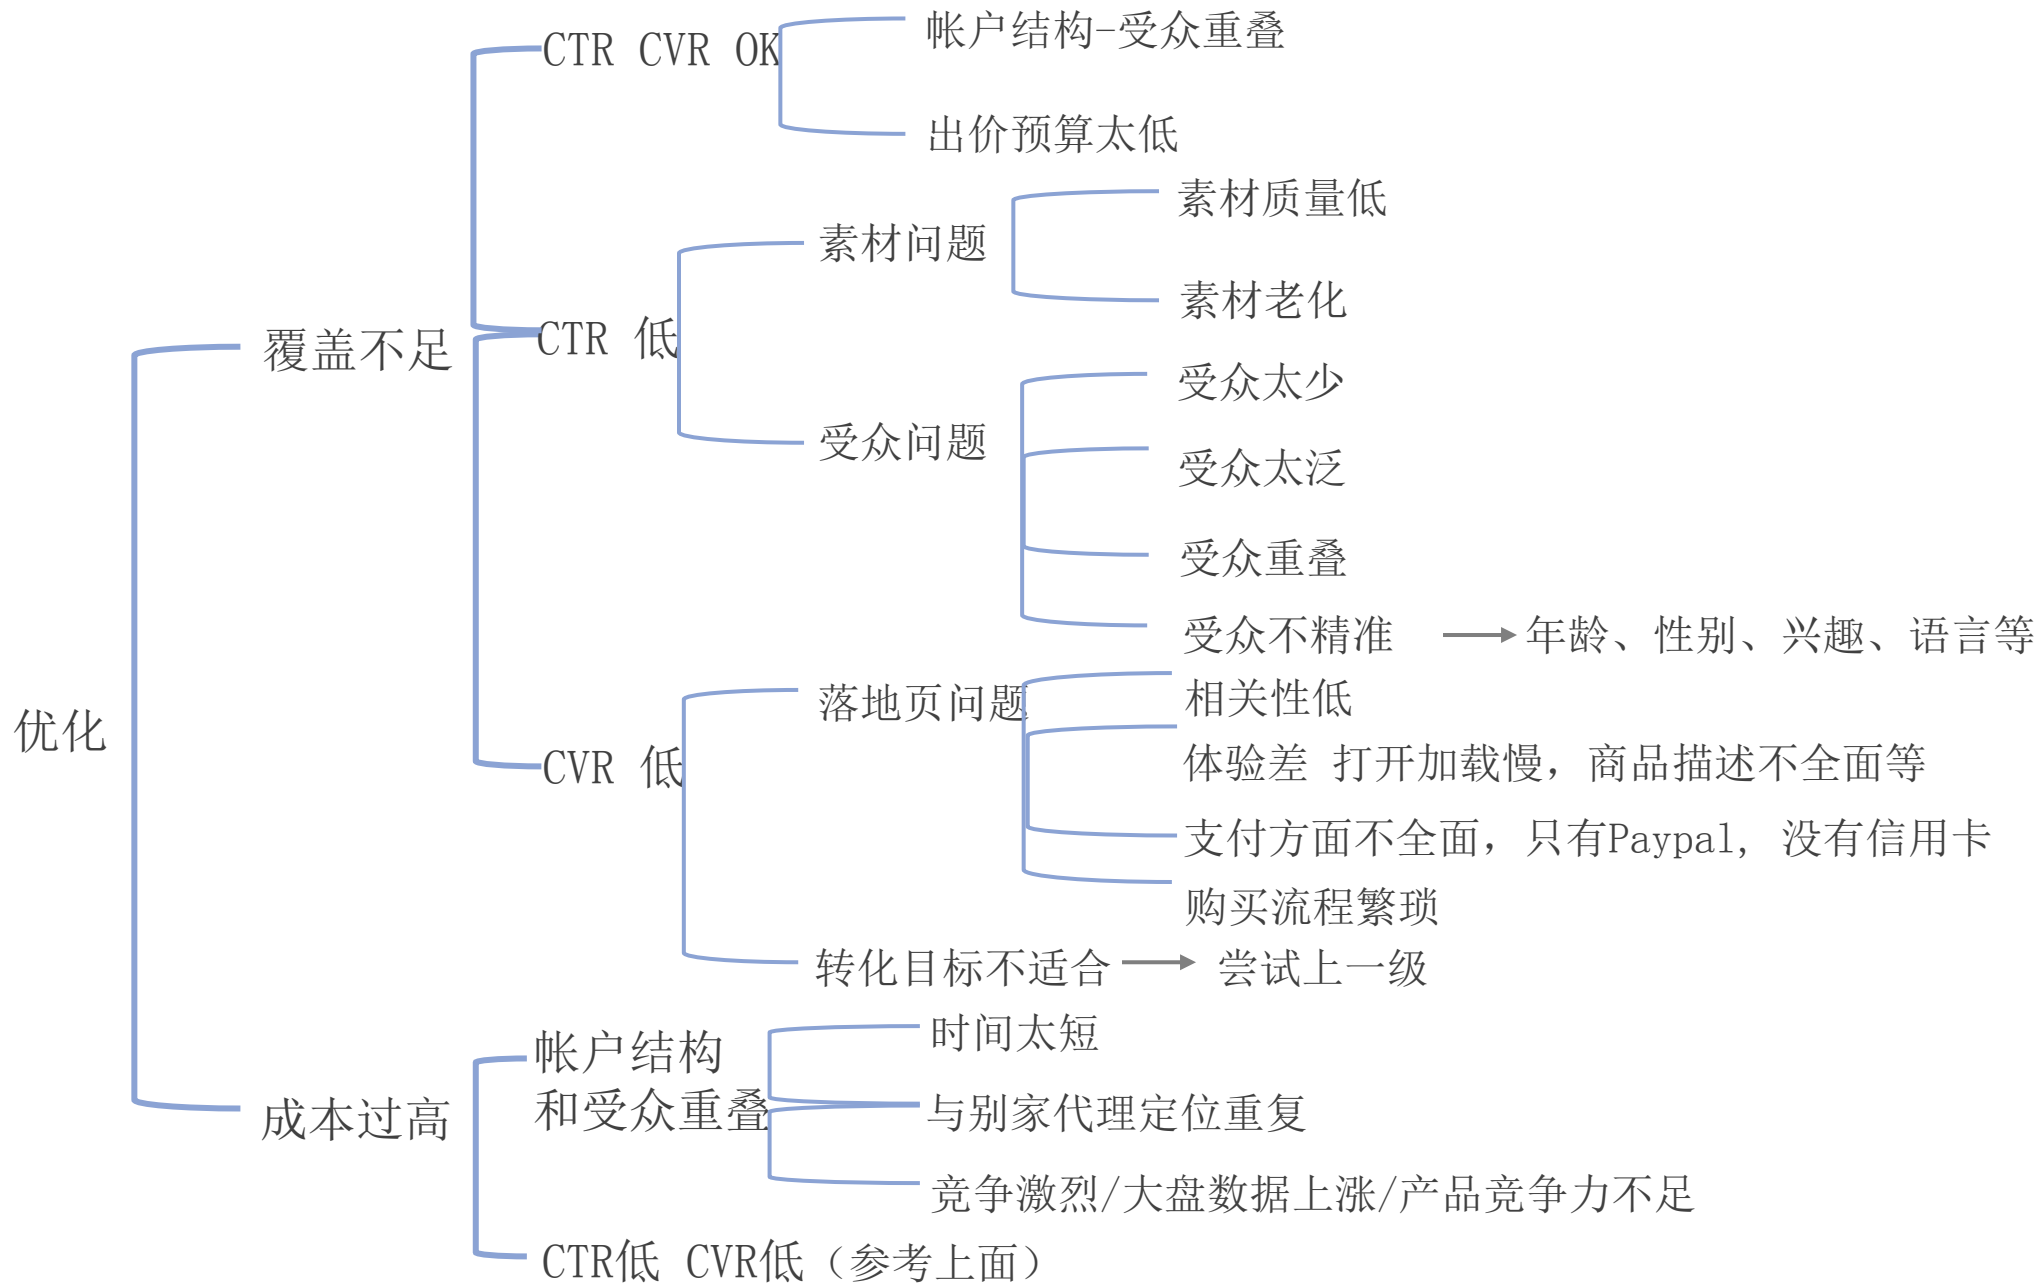 优化
覆盖不足
CTR CVR OK
帐户结构-受众重叠
出价预算太低
CTR 低
素材问题
素材质量低
素材老化
受众问题
受众太少
受众太泛
受众重叠
受众不精准
年龄、性别、兴趣、语言等
CVR 低
落地页问题
相关性低
体验差 打开加载慢，商品描述不全面等
支付方面不全面，只有Paypal, 没有信用卡
购买流程繁琐
转化目标不适合
尝试上一级
成本过高
帐户结构
和受众重叠
时间太短
与别家代理定位重复
竞争激烈/大盘数据上涨/产品竞争力不足
CTR低 CVR低（参考上面）